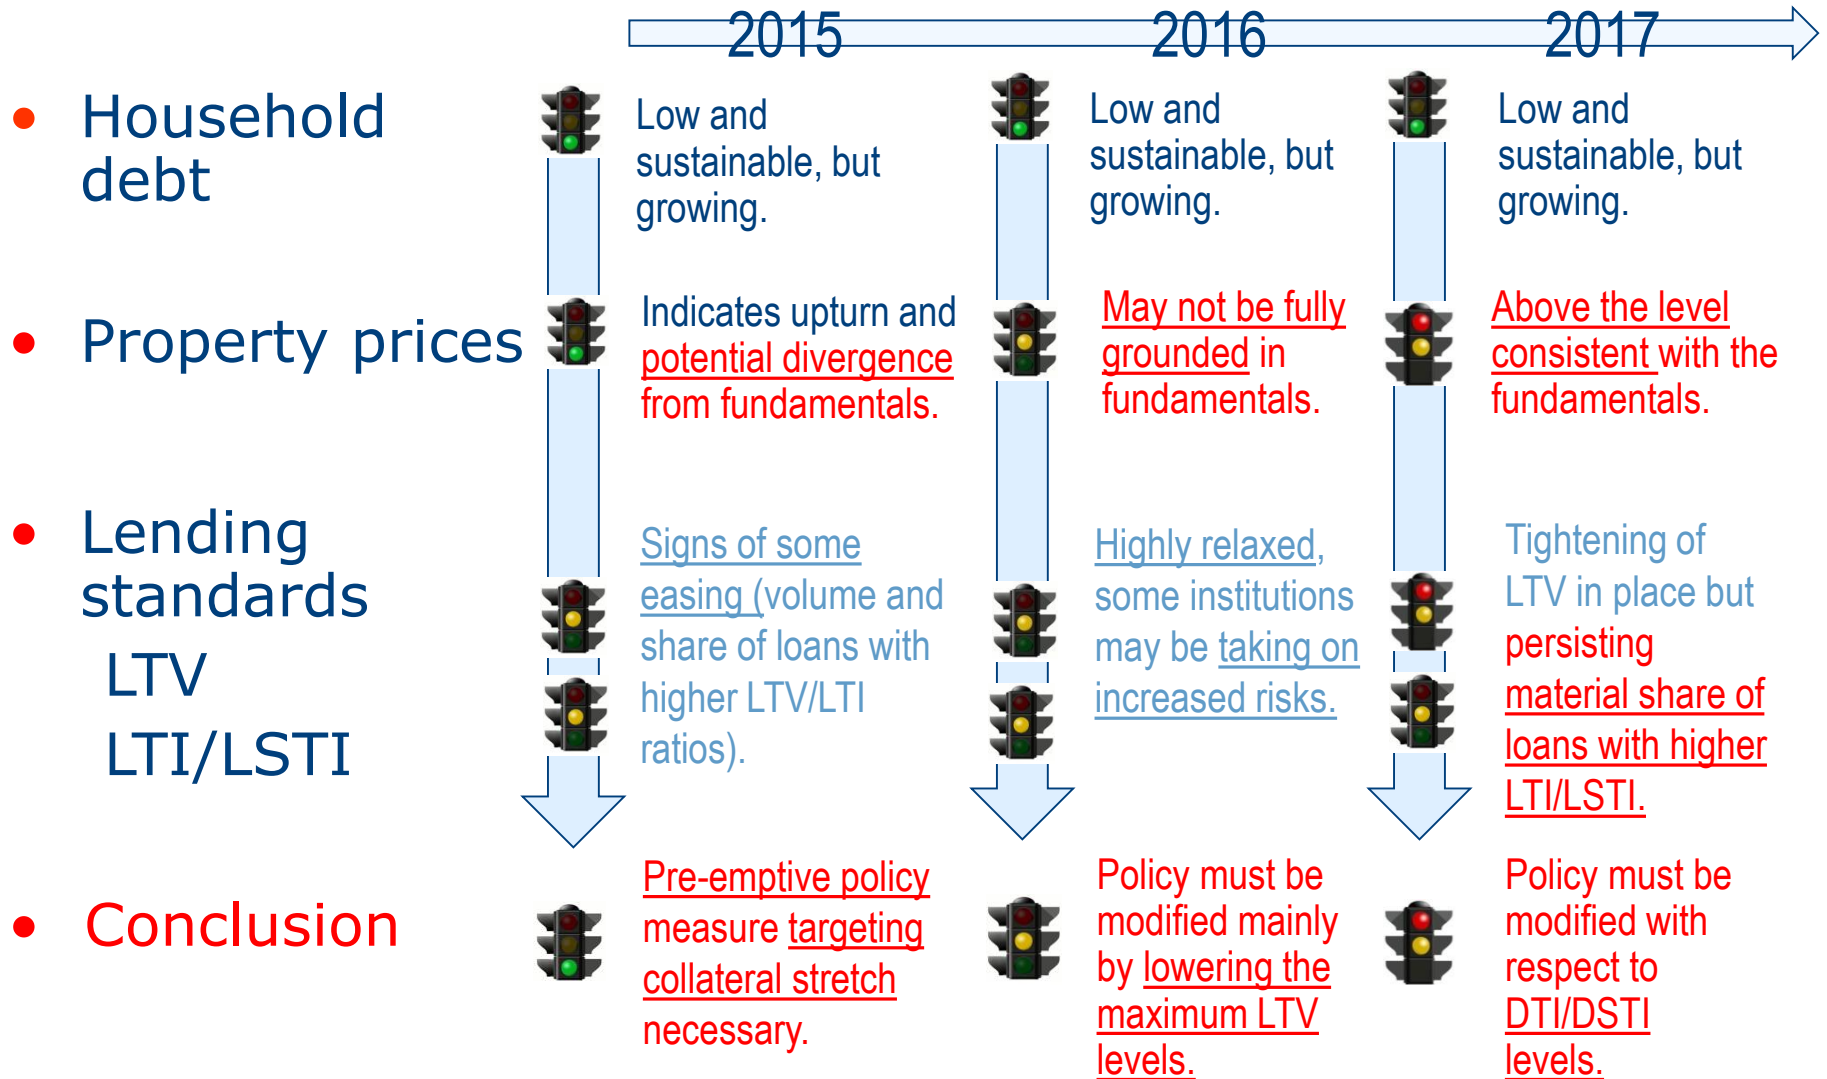 2015
2016
2017
Household
debt
Low and
sustainable, but
growing.
Low and
sustainable, but
growing.
Low and
sustainable, but
growing.
Property prices
Indicates upturn and
potential divergence
from fundamentals.
May not be fully
grounded in
fundamentals.
Above the level
consistent with the
fundamentals.
Lending
standards
LTV
LTI/LSTI
Signs of some
easing (volume and
share of loans with
higher LTV/LTI
ratios).
Highly relaxed,
some institutions
may be taking on
increased risks.
Tightening of
LTV in place but
persisting
material share of
loans with higher
LTI/LSTI.
Conclusion
Pre-emptive policy
measure targeting
collateral stretch
necessary.
Policy must be
modified mainly
by lowering the
maximum LTV
levels.
Policy must be
modified with
respect to
DTI/DSTI
levels.